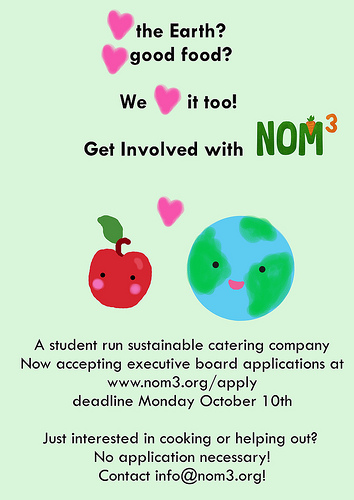 the Earth?
good food?
We it too!
Get Involved with NOM3
A student run sustainable catering company
Now accepting executive board applications at
www.nom3.org/apply
deadline Monday October 10th
Just interested in cooking or helping out?
No application necessary!
Contact info@nom3.org!